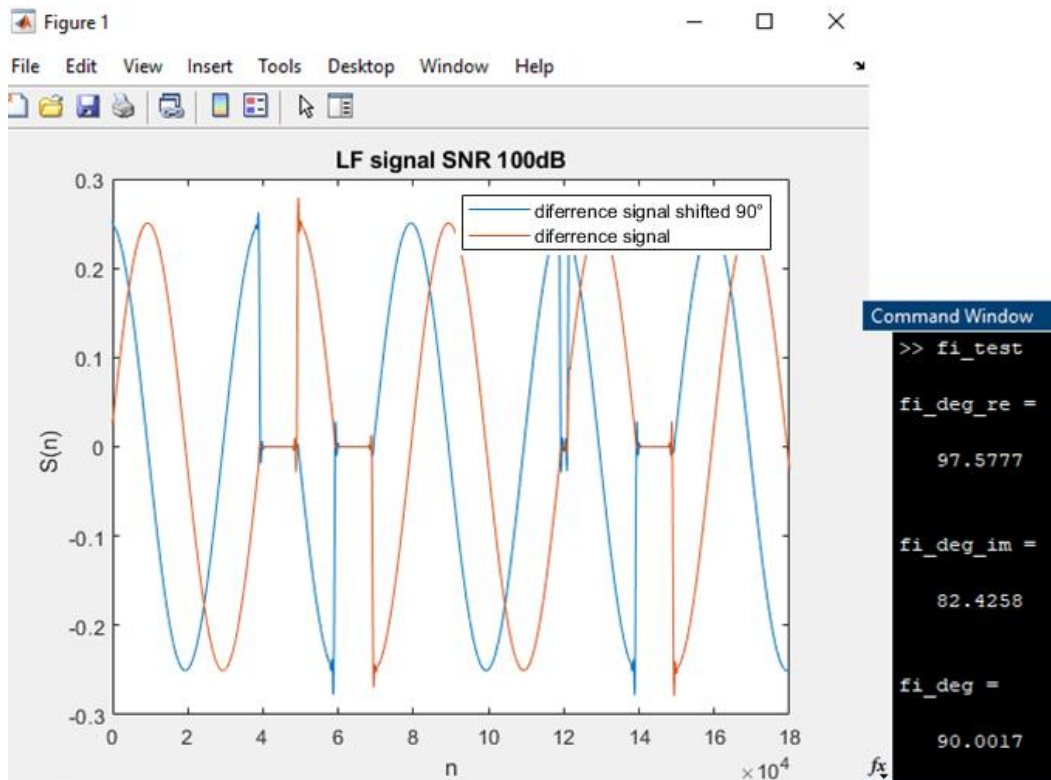 Figure 1
File Edit View Insert Tools Desktop Window Help
LF signal SNR 100dB
diferrence signal shifted 90°
diferrence signal
S(n)
0.3
0.2
0.1
0
-0.1
-0.2
-0.3
0 2 4 6 8 10 12 14 16 18
n
×10^4
Command Window
>> fi_test
fi_deg_re =
97.5777
fi_deg_im =
82.4258
fi_deg =
90.0017
fx